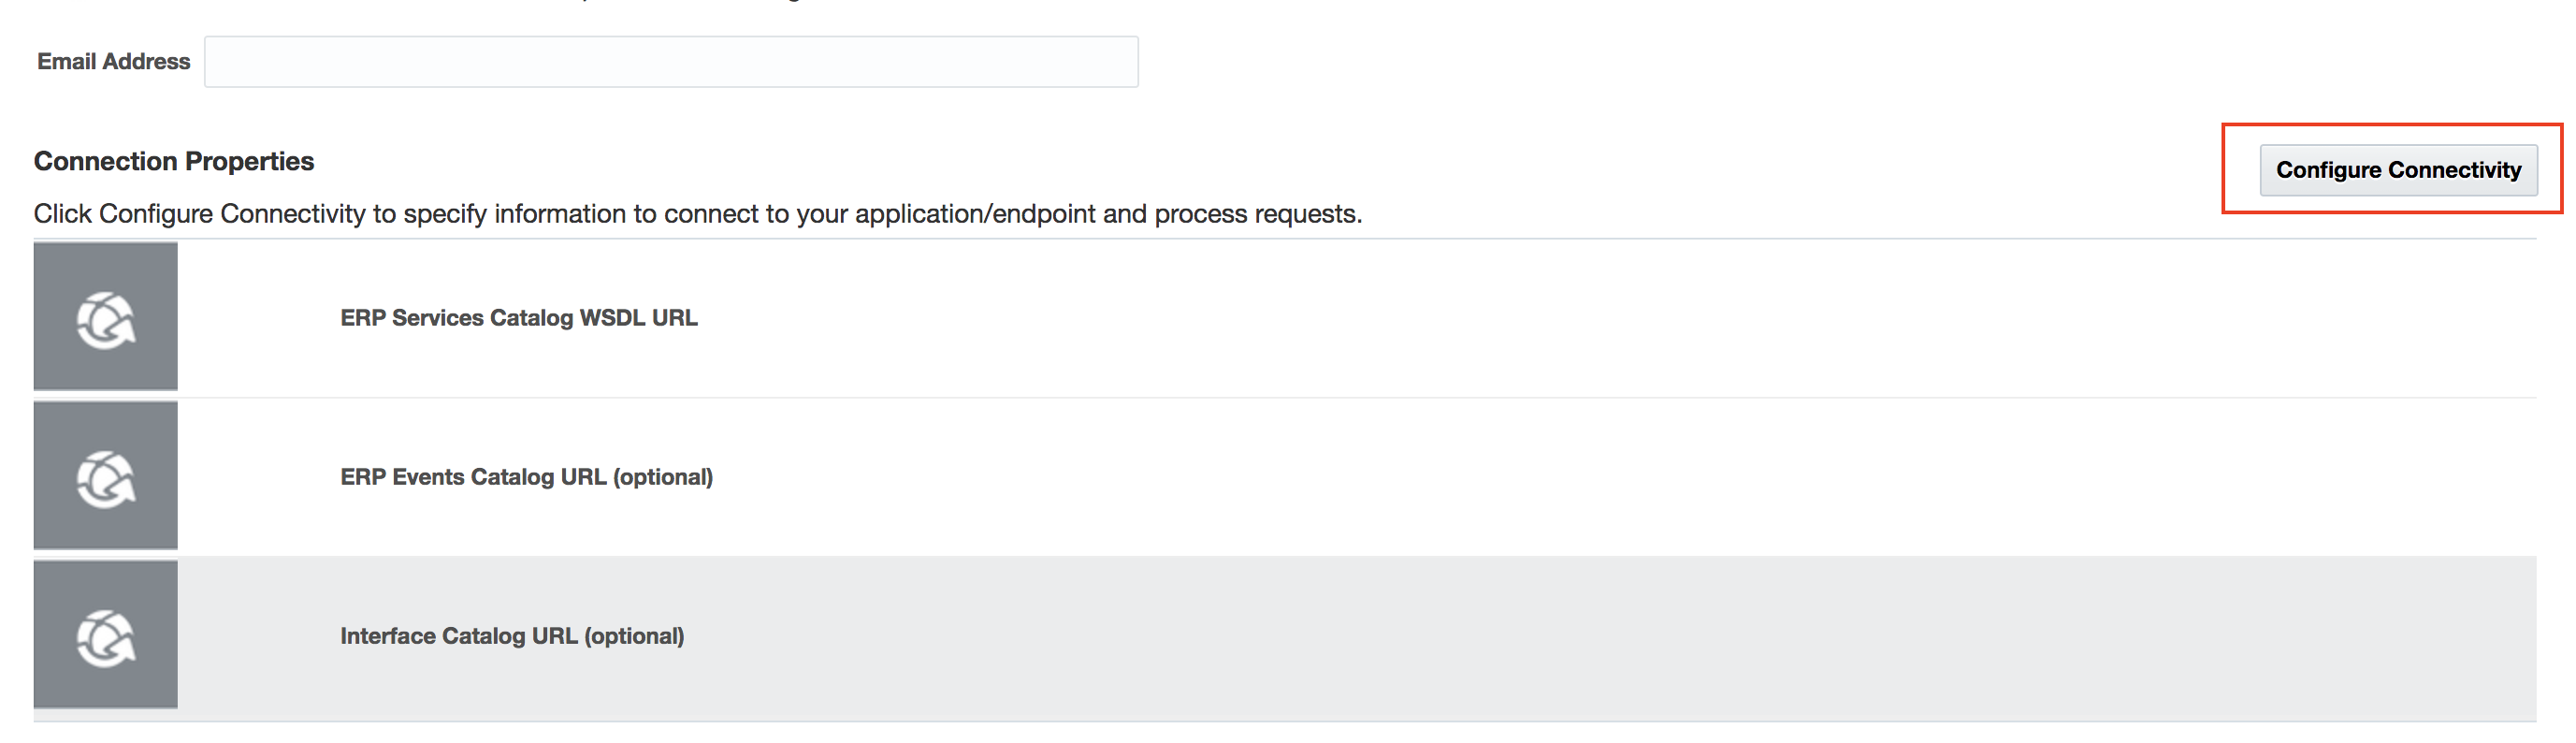 Email Address
Connection Properties
Configure Connectivity
Click Configure Connectivity to specify information to connect to your application/endpoint and process requests.
ERP Services Catalog WSDL URL
ERP Events Catalog URL (optional)
Interface Catalog URL (optional)